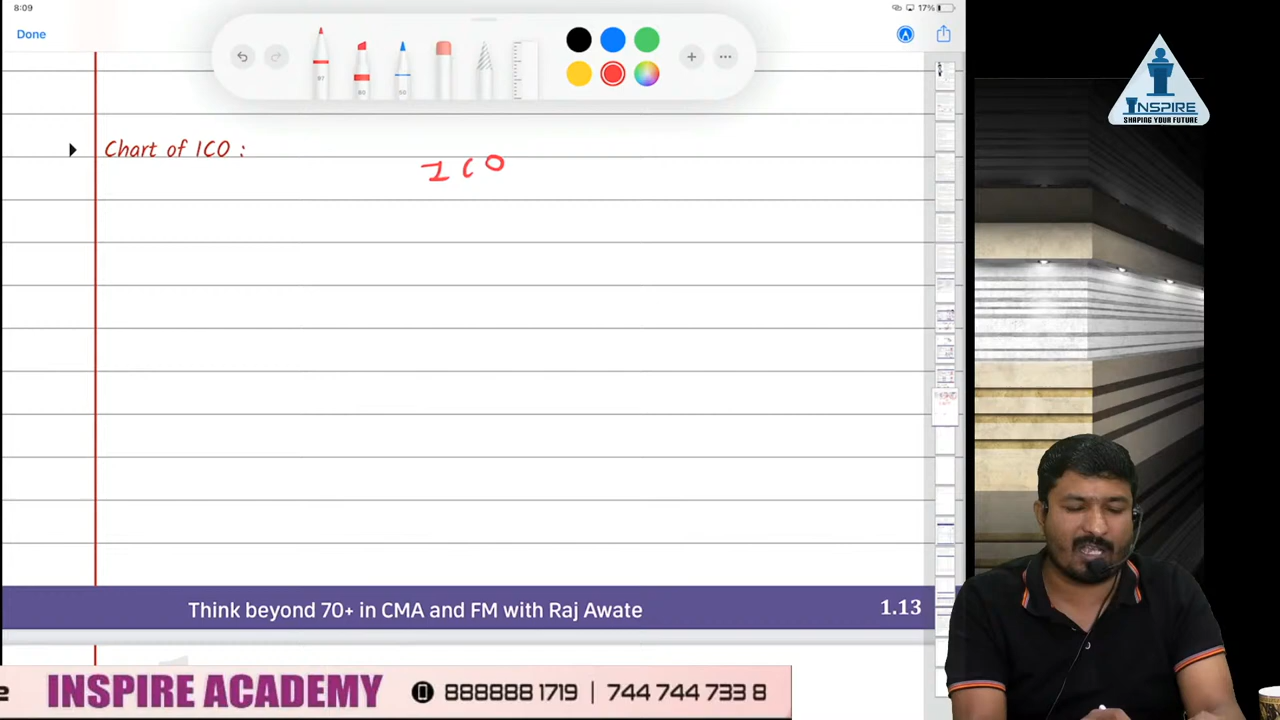 8:09
17%
Done
Chart of ICO :
ICO
Think beyond 70+ in CMA and FM with Raj Awate
1.13
INSPIRE
SHAPING YOUR FUTURE
INSPIRE ACADEMY
888888 1719 | 744 744 733 8